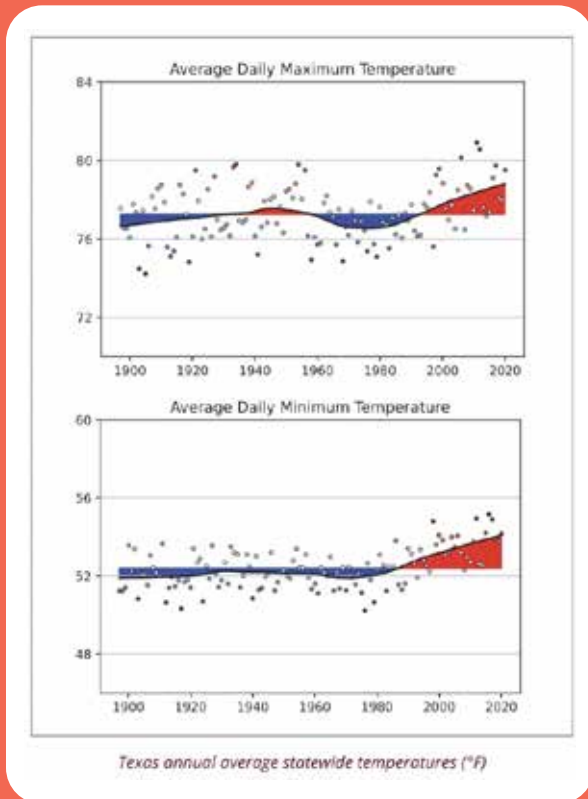 Average Daily Maximum Temperature
84
80
76
72
1900 1920 1940 1960 1980 2000 2020
Average Daily Minimum Temperature
60
56
52
48
1900 1920 1940 1960 1980 2000 2020
Texas annual average statewide temperatures (°F)